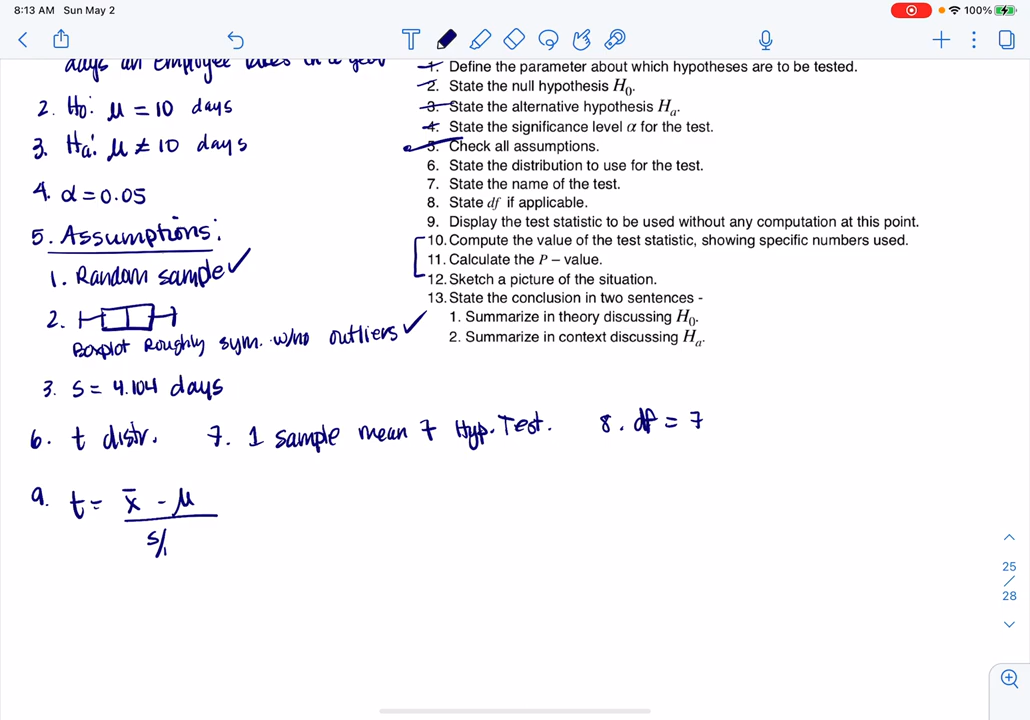 8:13 AM Sun May 2
100%
days an employee takes in a year
2. H0: μ = 10 days
3. Ha: μ ≠ 10 days
4. α = 0.05
5. Assumptions:
1. Random sample ✓
2.
Boxplot Roughly sym. w/no outliers ✓
3. s = 4.104 days
6. t distr.
7. 1 sample mean t Hyp. Test.
8. df = 7
9. t = x̄ - μ
s/
1. Define the parameter about which hypotheses are to be tested.
2. State the null hypothesis H0.
3. State the alternative hypothesis Ha.
4. State the significance level α for the test.
5. Check all assumptions.
6. State the distribution to use for the test.
7. State the name of the test.
8. State df if applicable.
9. Display the test statistic to be used without any computation at this point.
10. Compute the value of the test statistic, showing specific numbers used.
11. Calculate the P – value.
12. Sketch a picture of the situation.
13. State the conclusion in two sentences -
1. Summarize in theory discussing H0.
2. Summarize in context discussing Ha.
25
/
28